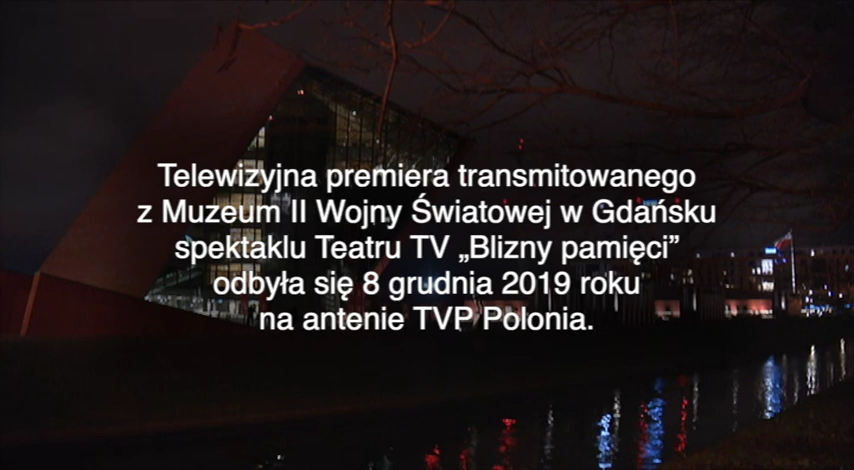 Telewizyjna premiera transmitowanego
z Muzeum II Wojny Światowej w Gdańsku
spektaklu Teatru TV „Blizny pamięci”
odbyła się 8 grudnia 2019 roku
na antenie TVP Polonia.